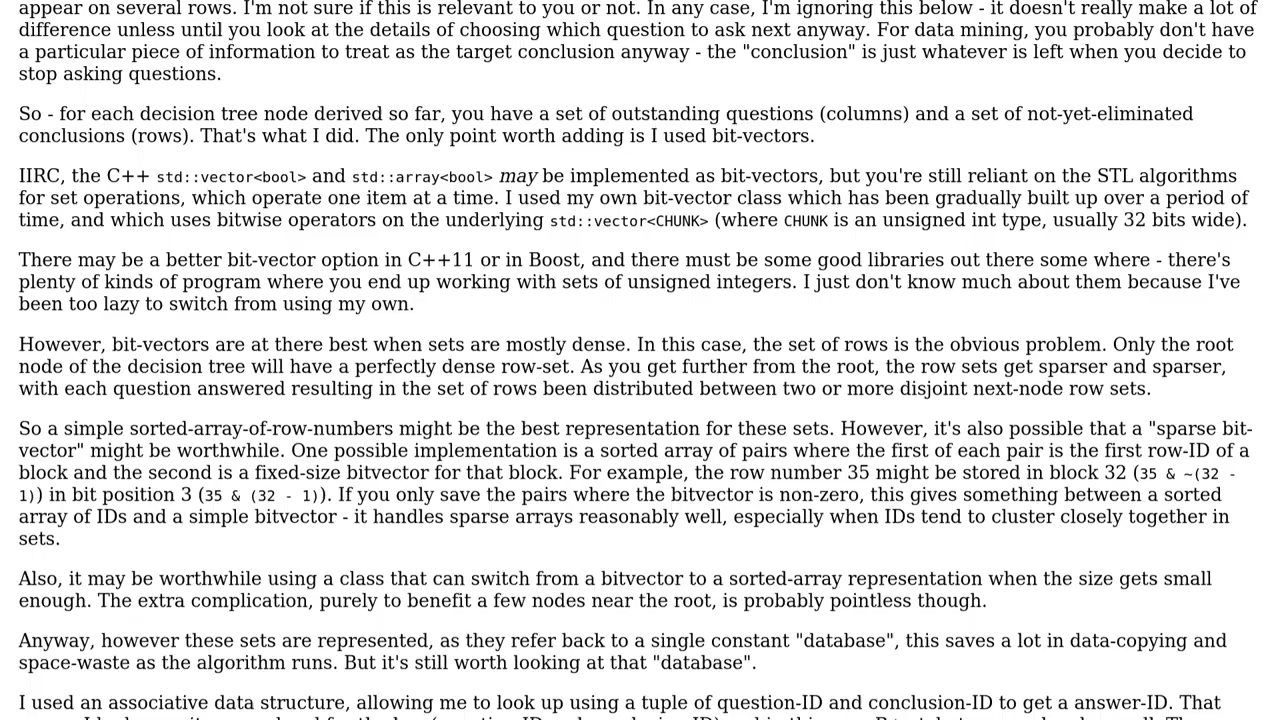 appear on several rows. I'm not sure if this is relevant to you or not. In any case, I'm ignoring this below - it doesn't really make a lot of
difference unless until you look at the details of choosing which question to ask next anyway. For data mining, you probably don't have
a particular piece of information to treat as the target conclusion anyway - the "conclusion" is just whatever is left when you decide to
stop asking questions.
So - for each decision tree node derived so far, you have a set of outstanding questions (columns) and a set of not-yet-eliminated
conclusions (rows). That's what I did. The only point worth adding is I used bit-vectors.
IIRC, the C++ std::vector<bool> and std::array<bool> may be implemented as bit-vectors, but you're still reliant on the STL algorithms
for set operations, which operate one item at a time. I used my own bit-vector class which has been gradually built up over a period of
time, and which uses bitwise operators on the underlying std::vector<CHUNK> (where CHUNK is an unsigned int type, usually 32 bits wide).
There may be a better bit-vector option in C++11 or in Boost, and there must be some good libraries out there some where - there's
plenty of kinds of program where you end up working with sets of unsigned integers. I just don't know much about them because I've
been too lazy to switch from using my own.
However, bit-vectors are at there best when sets are mostly dense. In this case, the set of rows is the obvious problem. Only the root
node of the decision tree will have a perfectly dense row-set. As you get further from the root, the row sets get sparser and sparser,
with each question answered resulting in the set of rows been distributed between two or more disjoint next-node row sets.
So a simple sorted-array-of-row-numbers might be the best representation for these sets. However, it's also possible that a "sparse bit-
vector" might be worthwhile. One possible implementation is a sorted array of pairs where the first of each pair is the first row-ID of a
block and the second is a fixed-size bitvector for that block. For example, the row number 35 might be stored in block 32 (35 & ~(32 -
1)) in bit position 3 (35 & (32 - 1)). If you only save the pairs where the bitvector is non-zero, this gives something between a sorted
array of IDs and a simple bitvector - it handles sparse arrays reasonably well, especially when IDs tend to cluster closely together in
sets.
Also, it may be worthwhile using a class that can switch from a bitvector to a sorted-array representation when the size gets small
enough. The extra complication, purely to benefit a few nodes near the root, is probably pointless though.
Anyway, however these sets are represented, as they refer back to a single constant "database", this saves a lot in data-copying and
space-waste as the algorithm runs. But it's still worth looking at that "database".
I used an associative data structure, allowing me to look up using a tuple of question-ID and conclusion-ID to get a answer-ID. That